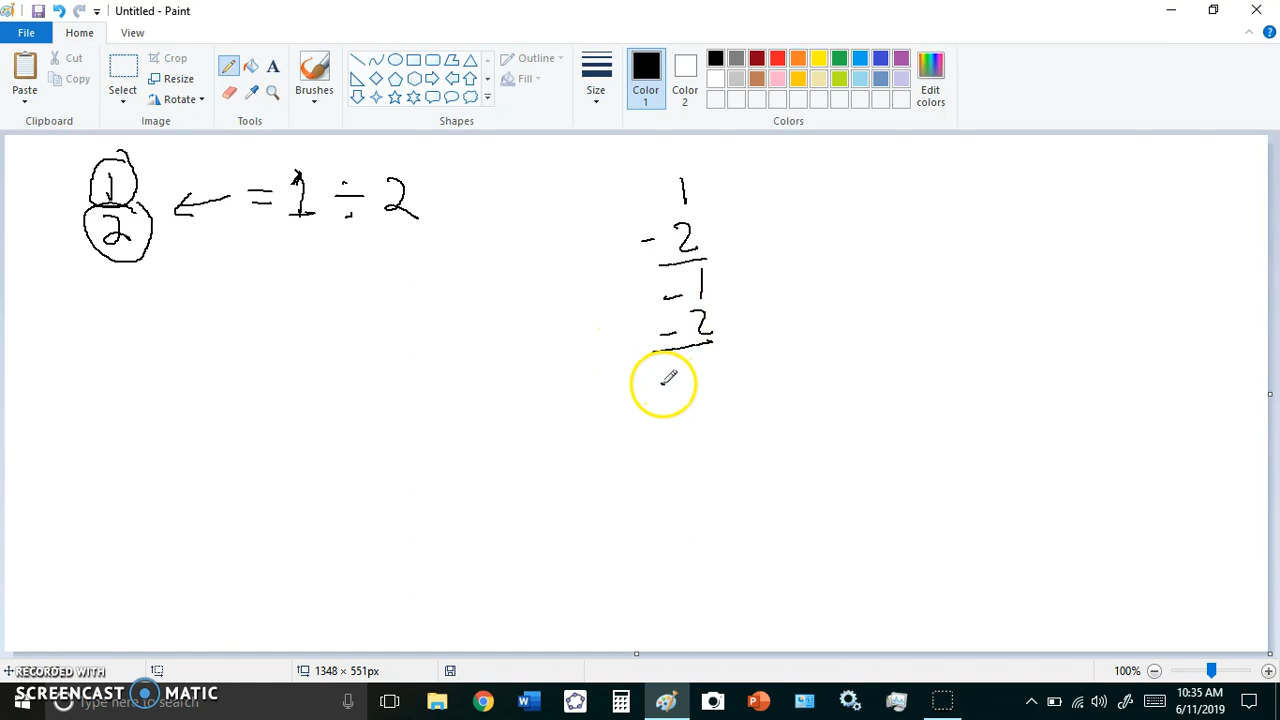 Untitled - Paint
File Home View
Paste
Cut
Copy
Clipboard
Select
Crop
Resize
Rotate
Image
A
Tools
Brushes
Outline
Fill
Shapes
Size
Color 1
Color 2
Edit colors
Colors
1
2
= 1 ÷ 2
1
- 2
- 1
- 2
1348 × 551px
100%
RECORDED WITH
SCREENCAST MATIC
Type here to search
10:35 AM
6/11/2019